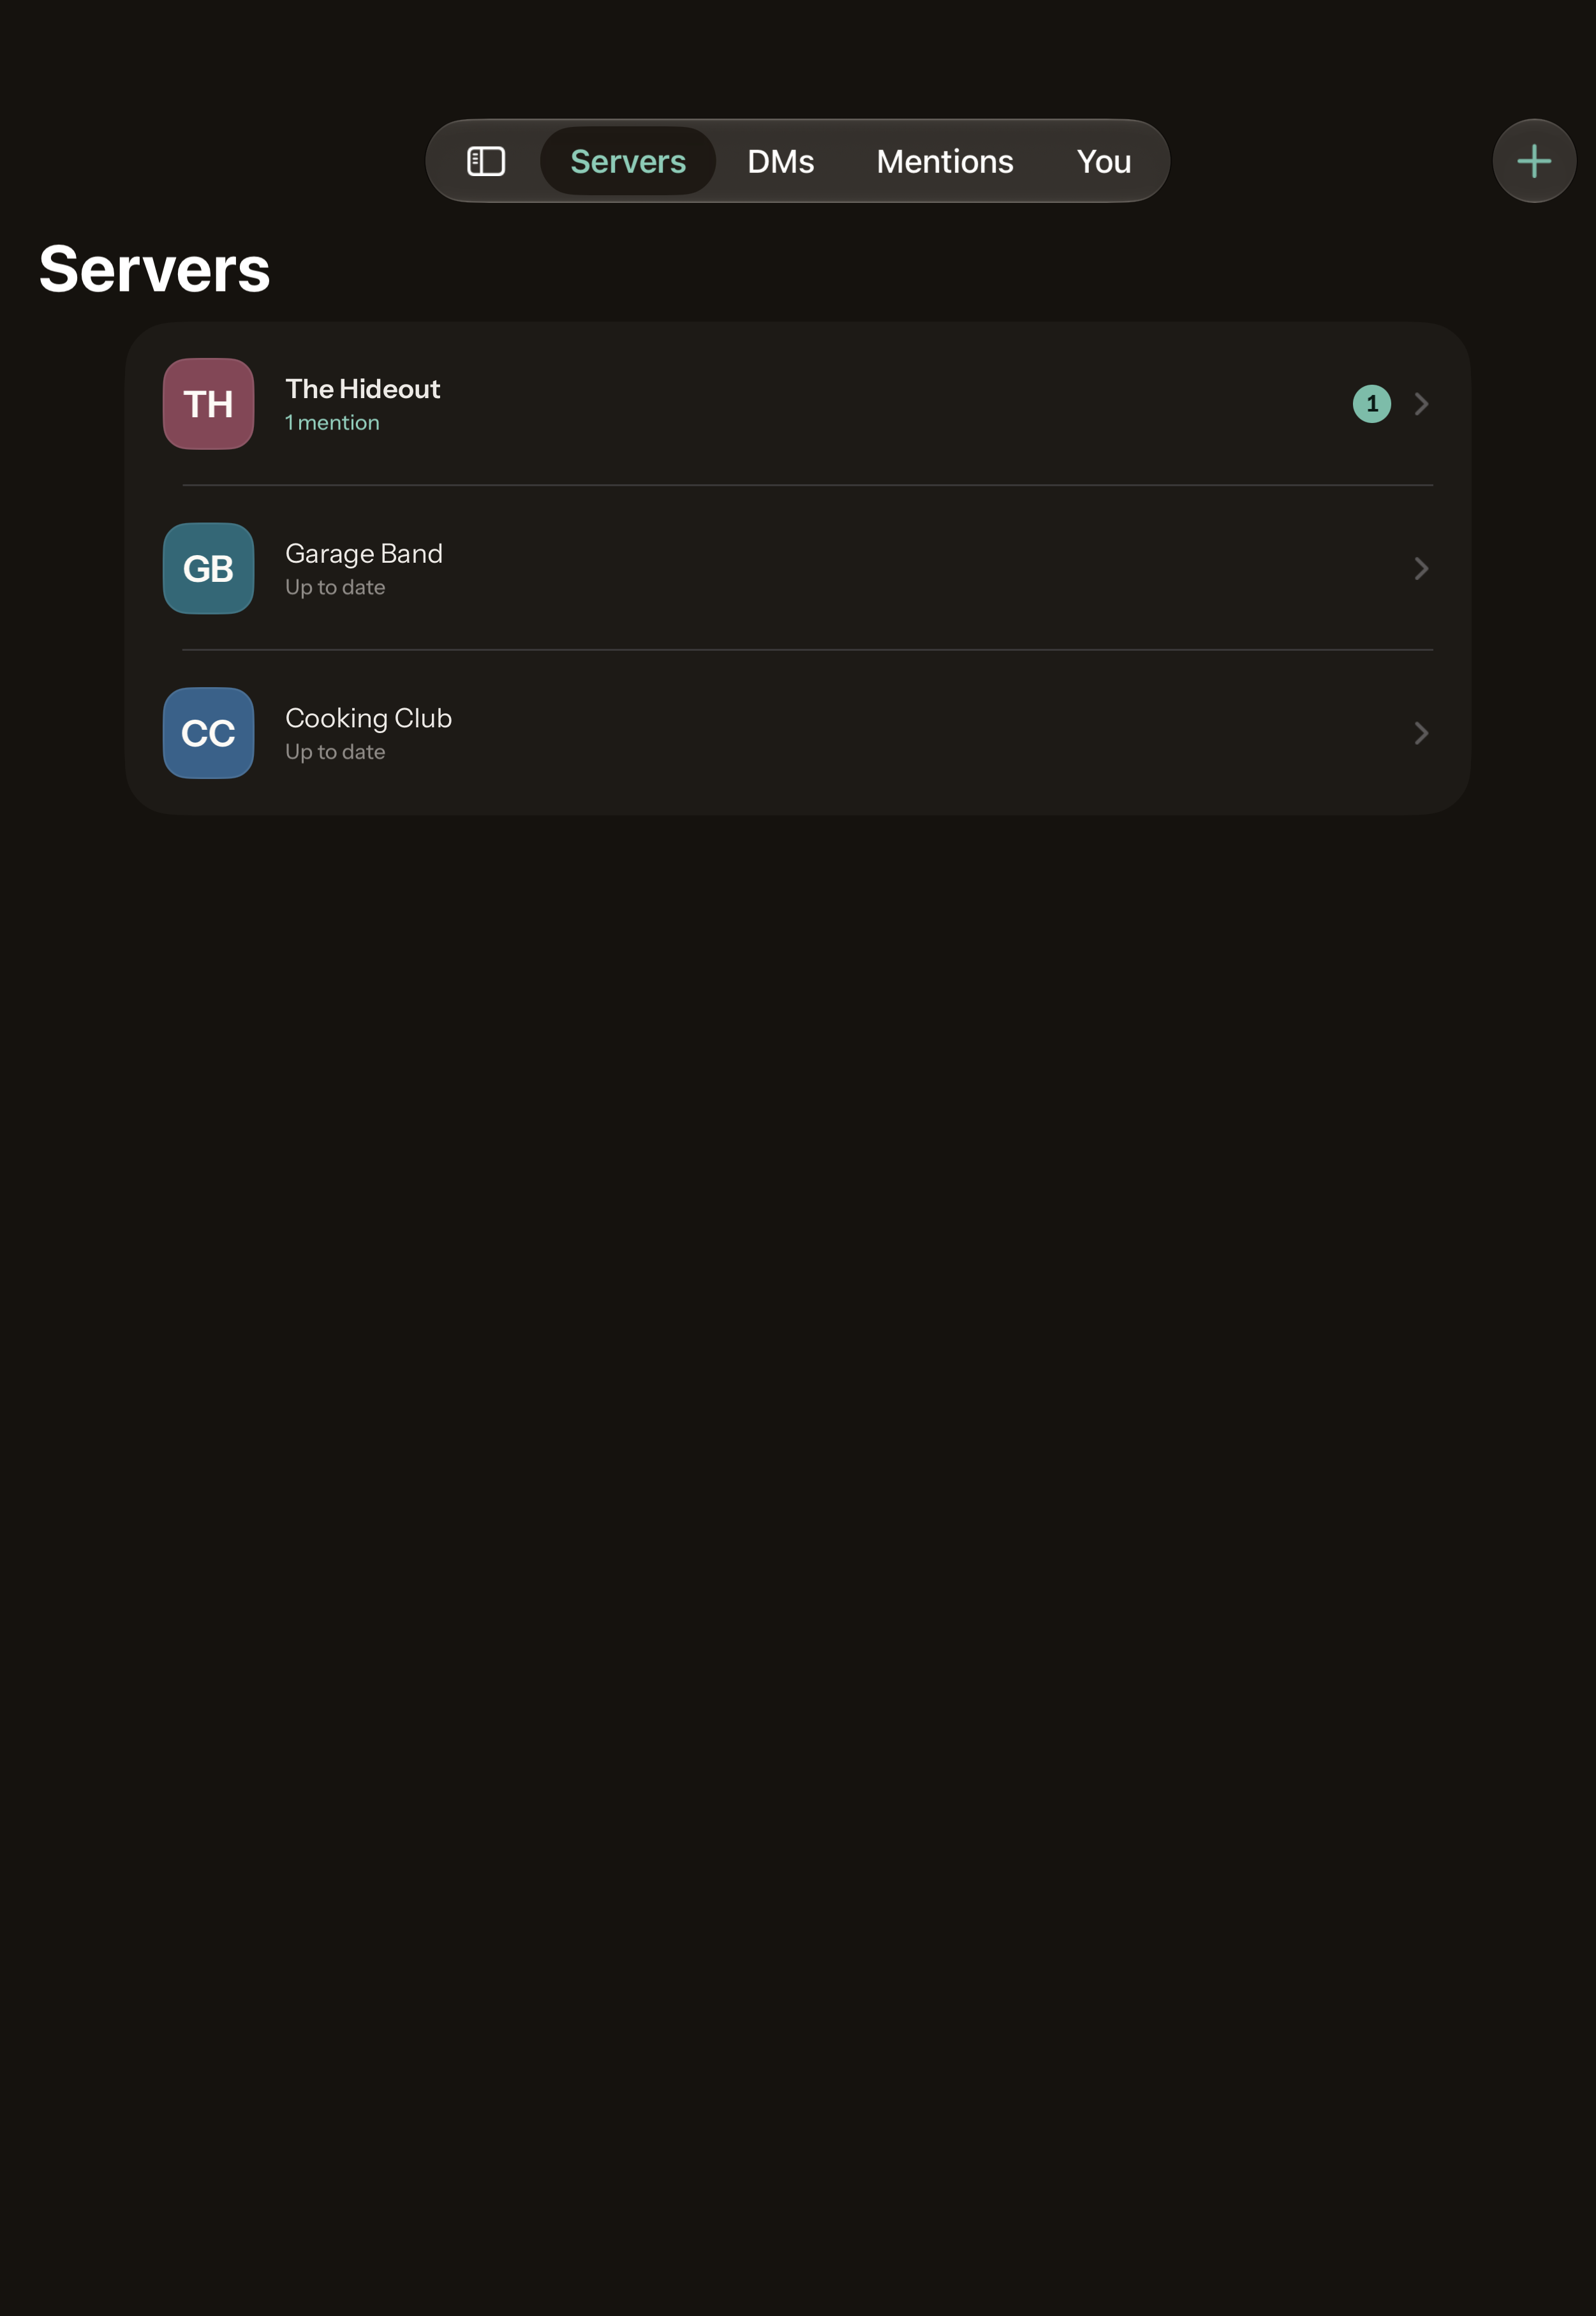 Servers DMs Mentions You
Servers
TH
The Hideout
1 mention
1
GB
Garage Band
Up to date
CC
Cooking Club
Up to date